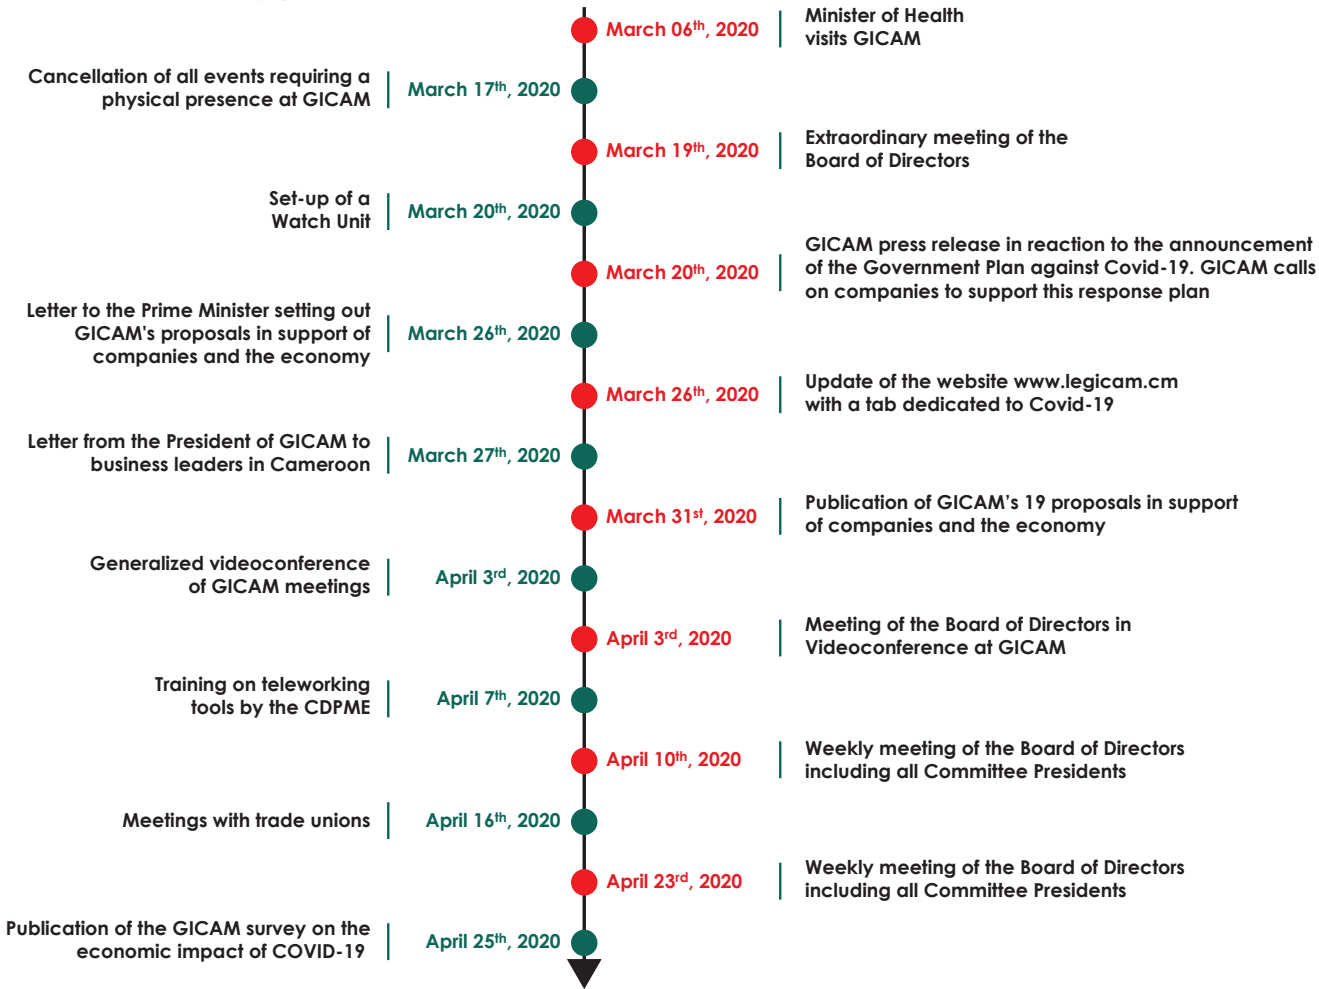 March 06th, 2020
Minister of Health
visits GICAM
Cancellation of all events requiring a
physical presence at GICAM
March 17th, 2020
March 19th, 2020
Extraordinary meeting of the
Board of Directors
Set-up of a
Watch Unit
March 20th, 2020
March 20th, 2020
GICAM press release in reaction to the announcement
of the Government Plan against Covid-19. GICAM calls
on companies to support this response plan
Letter to the Prime Minister setting out
GICAM's proposals in support of
companies and the economy
March 26th, 2020
March 26th, 2020
Update of the website www.legicam.cm
with a tab dedicated to Covid-19
Letter from the President of GICAM to
business leaders in Cameroon
March 27th, 2020
March 31st, 2020
Publication of GICAM’s 19 proposals in support
of companies and the economy
Generalized videoconference
of GICAM meetings
April 3rd, 2020
April 3rd, 2020
Meeting of the Board of Directors in
Videoconference at GICAM
Training on teleworking
tools by the CDPME
April 7th, 2020
April 10th, 2020
Weekly meeting of the Board of Directors
including all Committee Presidents
Meetings with trade unions
April 16th, 2020
April 23rd, 2020
Weekly meeting of the Board of Directors
including all Committee Presidents
Publication of the GICAM survey on the
economic impact of COVID-19
April 25th, 2020